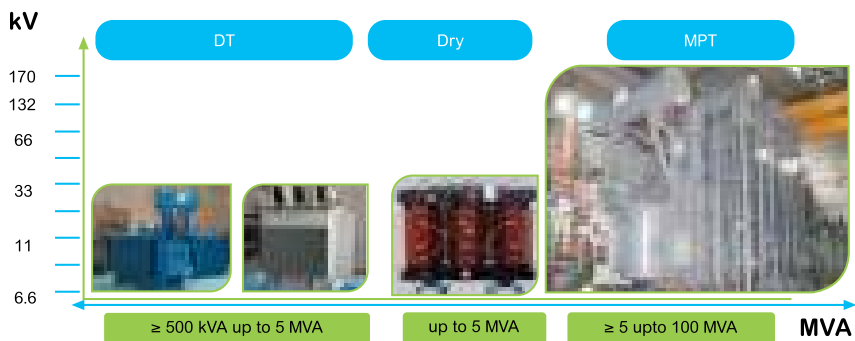 kV
DT
Dry
MPT
170
132
66
33
11
6.6
≥ 500 kVA up to 5 MVA
up to 5 MVA
≥ 5 upto 100 MVA
MVA